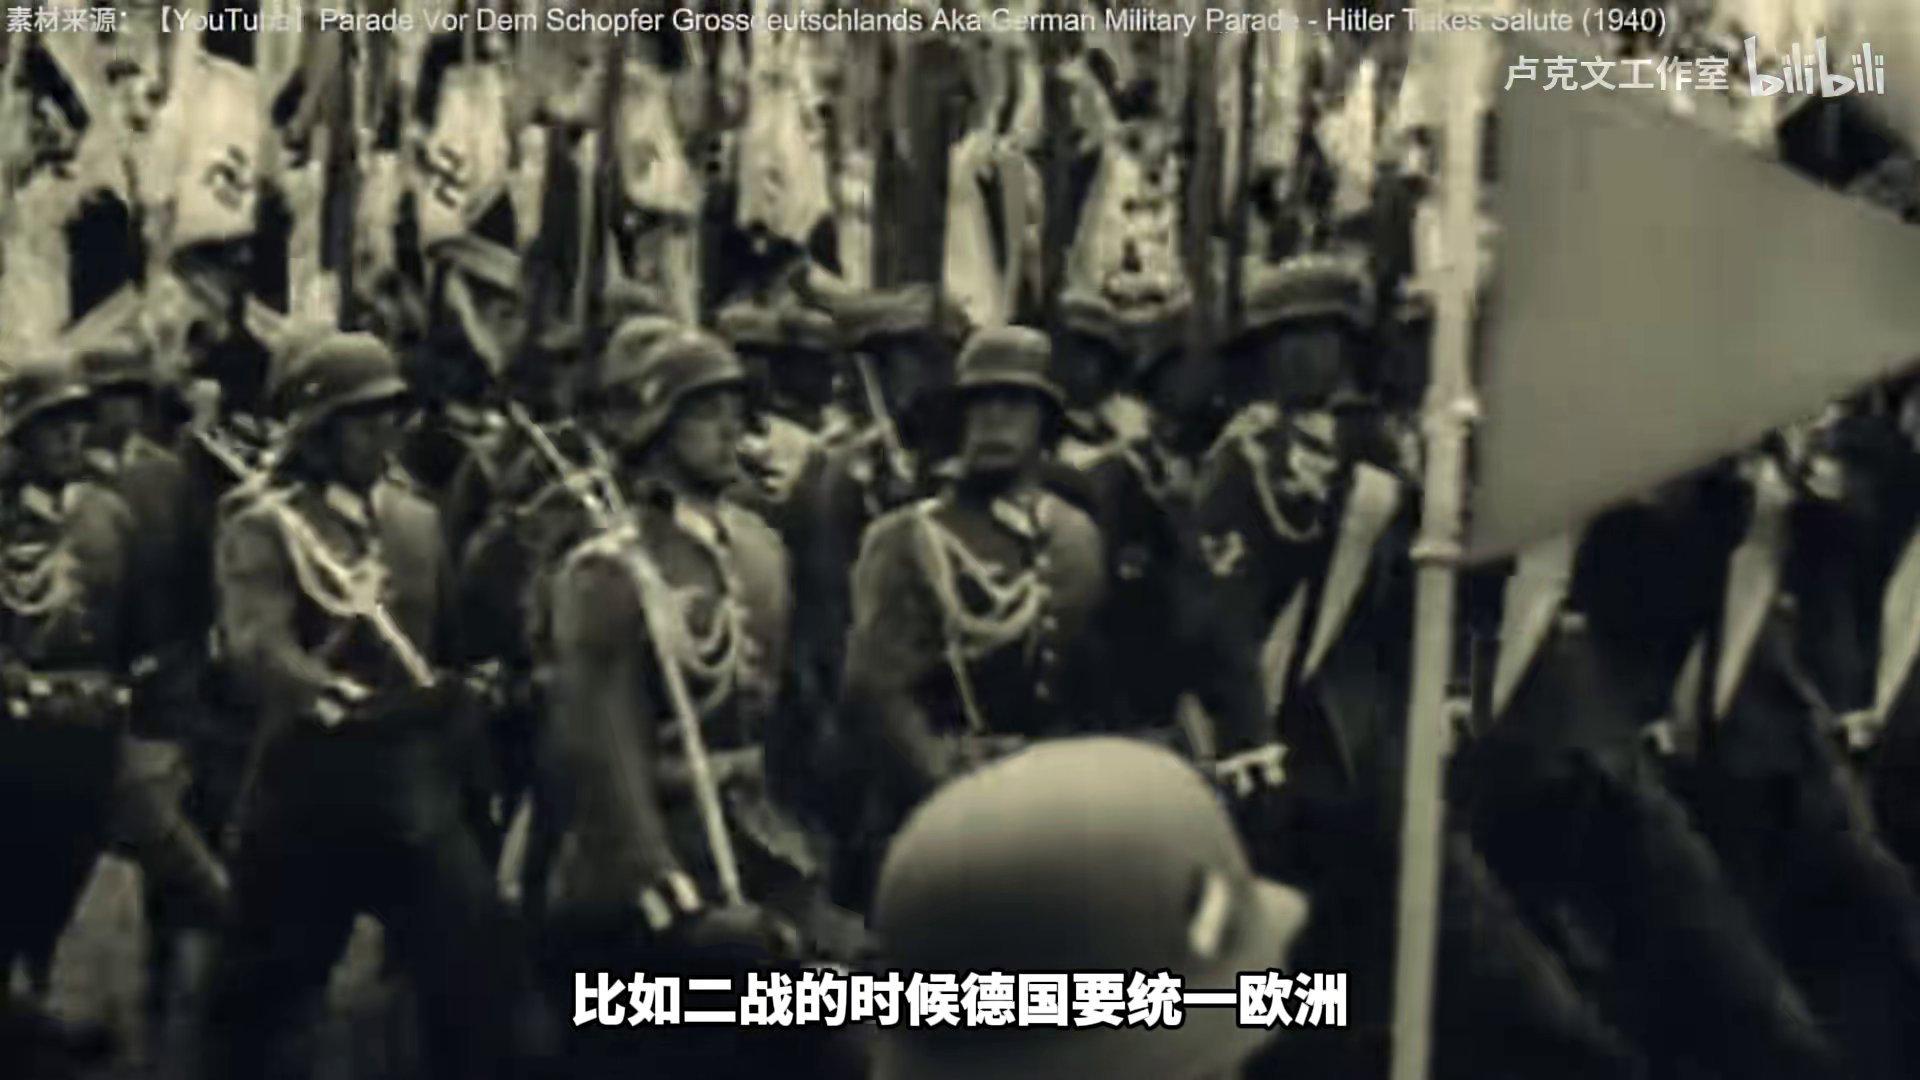 素材来源：【YouTube】Parade Vor Dem Schopfer Grossdeutschlands Aka German Military Parade - Hitler Takes Salute (1940)
卢克文工作室 bilibili
比如二战的时候德国要统一欧洲